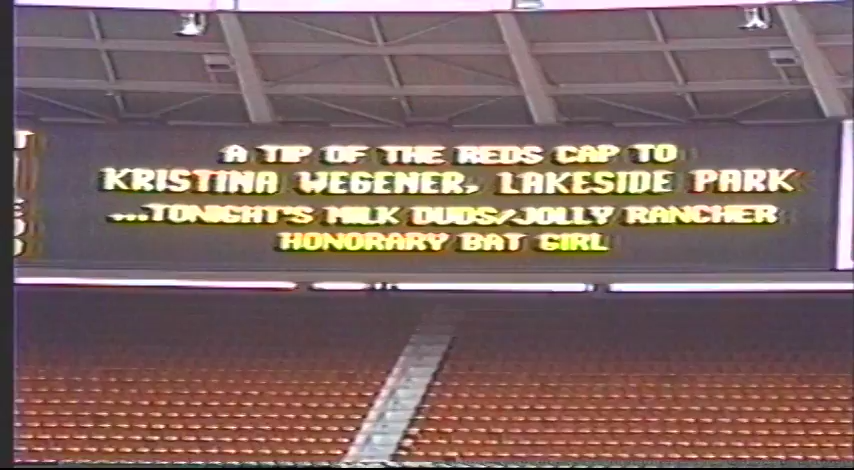 A TIP OF THE REDS CAP TO
KRISTINA WEGENER, LAKESIDE PARK
...TONIGHT'S MILK DUDS/JOLLY RANCHER
HONORARY BAT GIRL